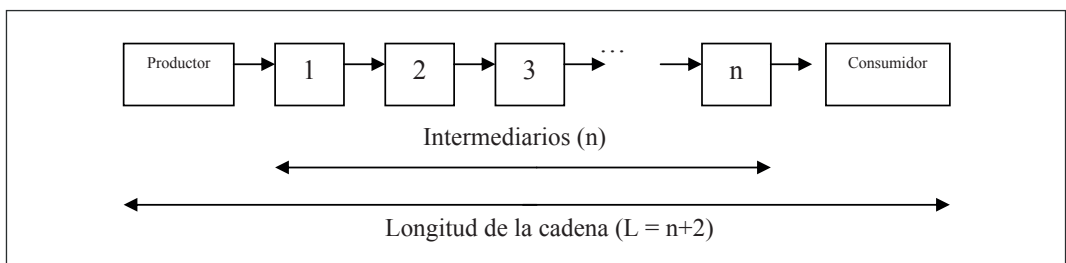 …
Productor 1 2 3 n Consumidor
Intermediarios (n)
Longitud de la cadena (L = n+2)